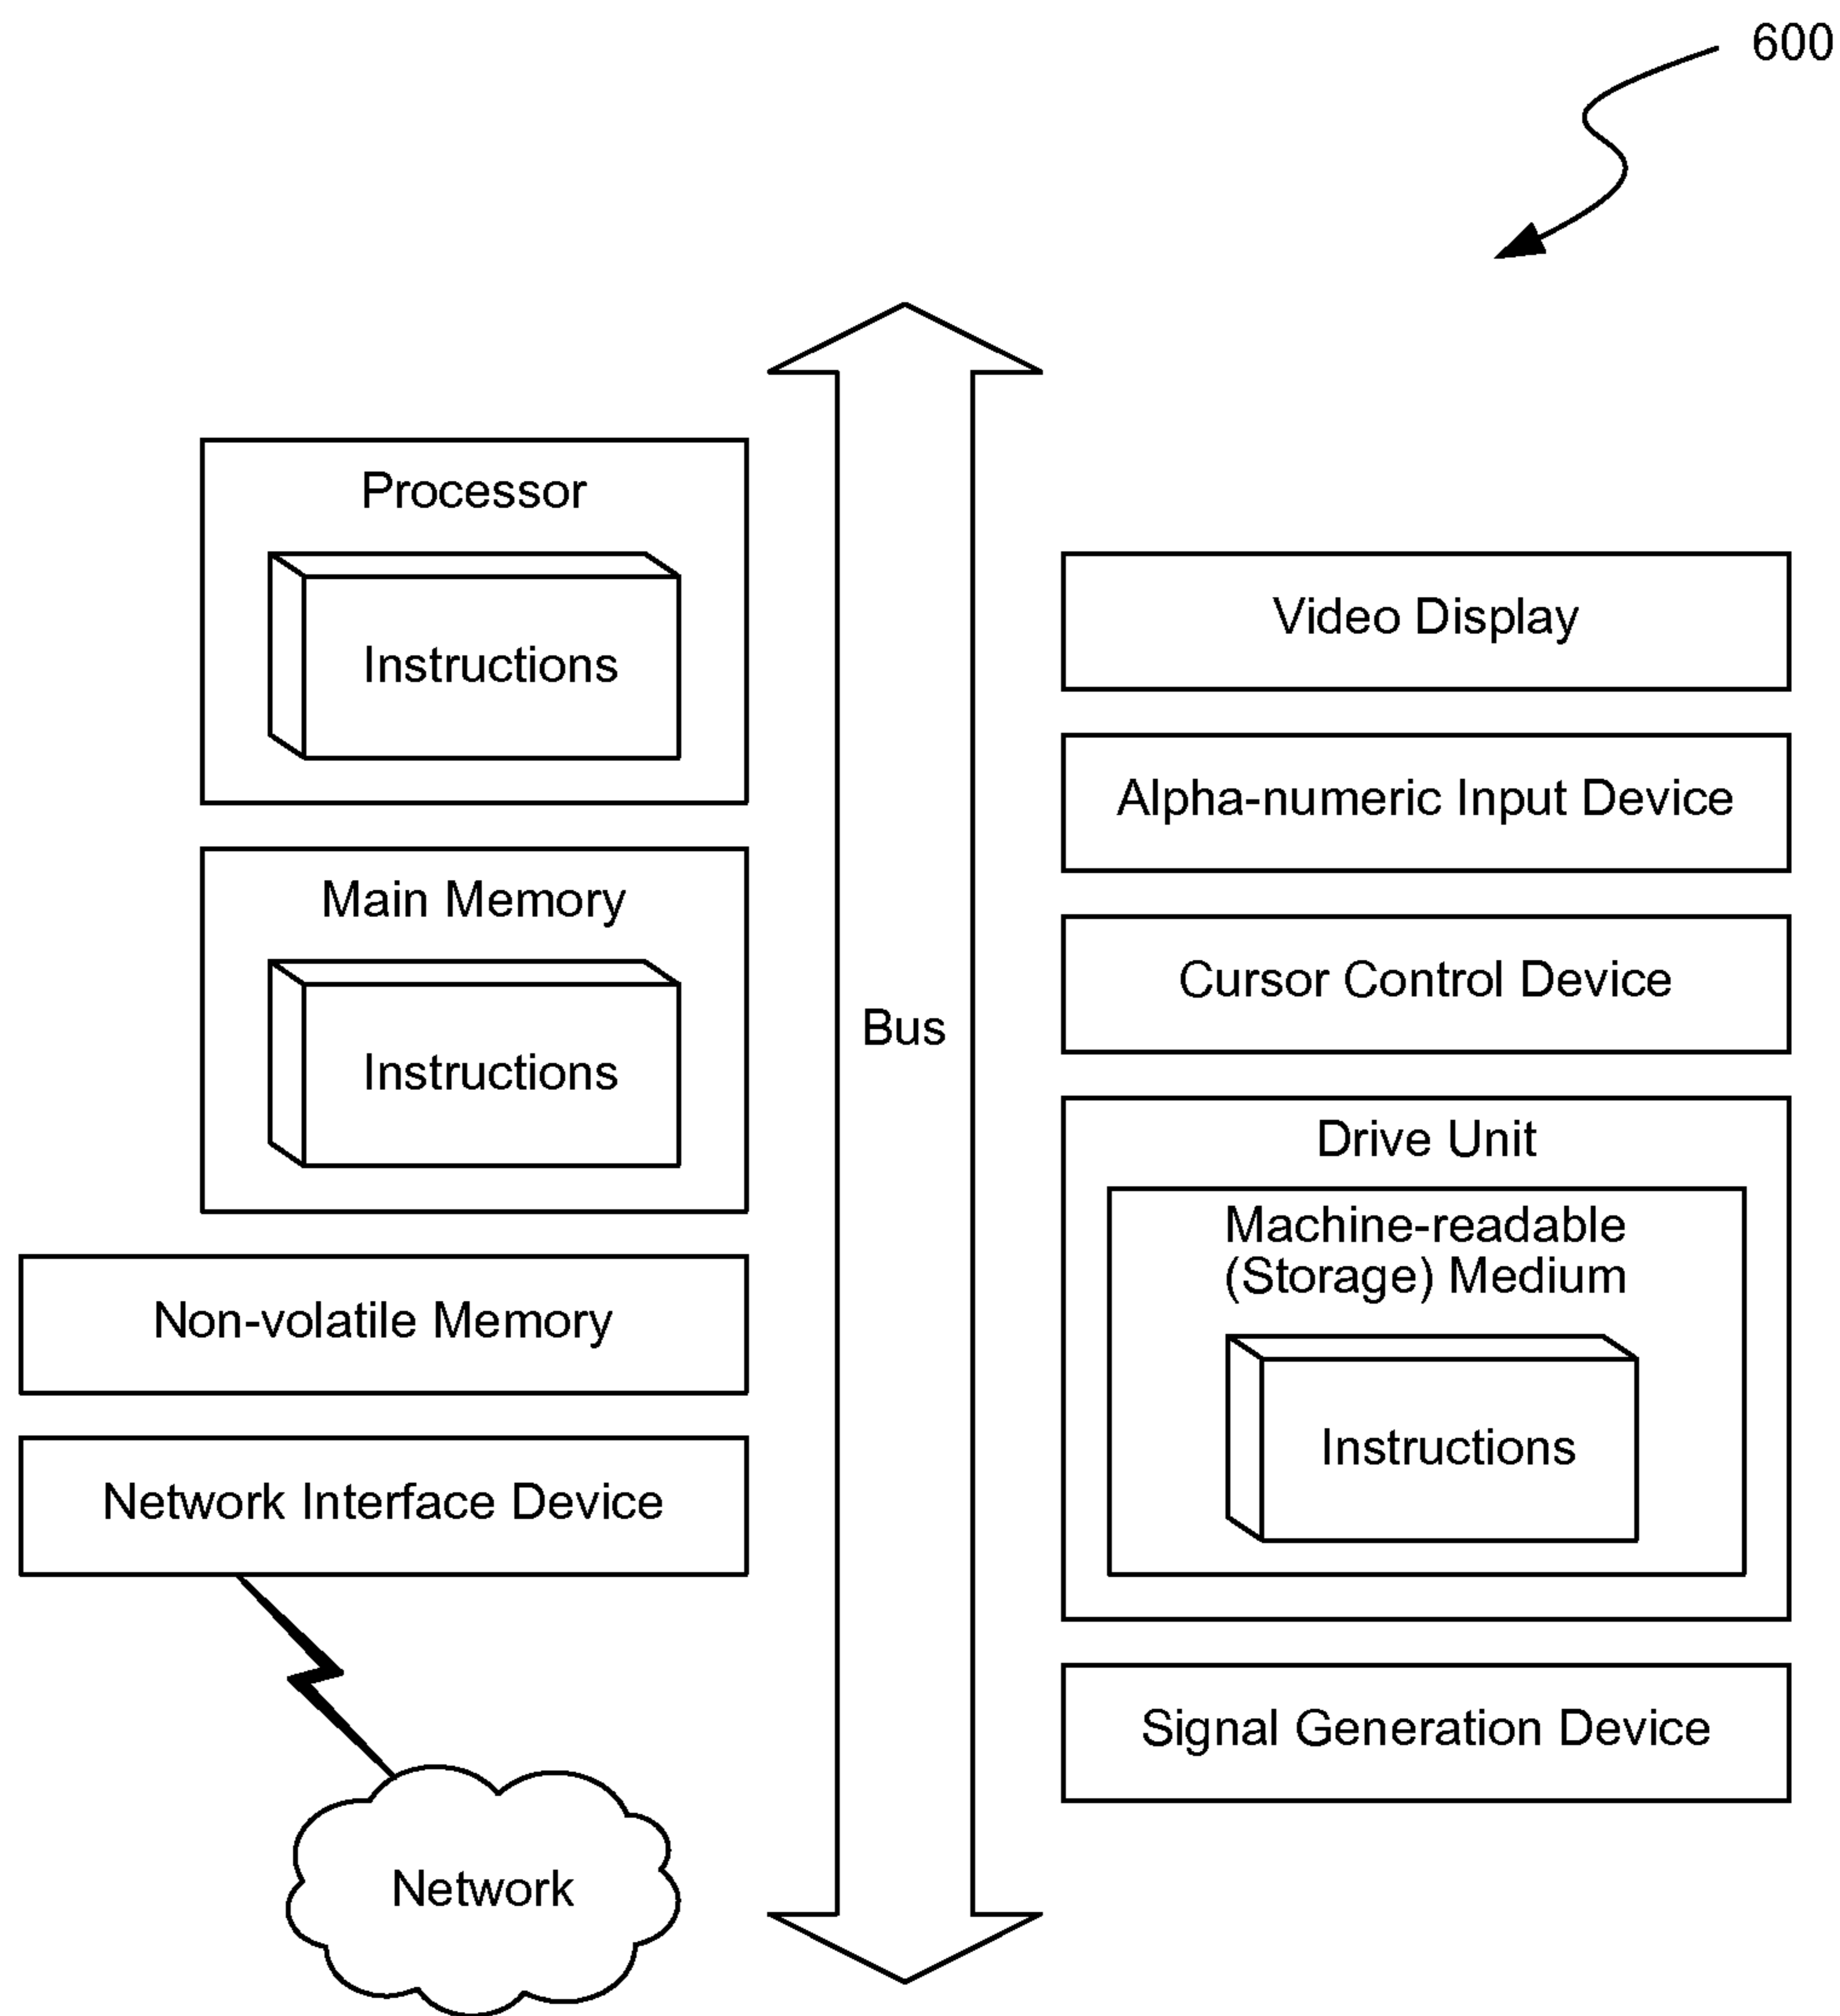 600
Processor
Instructions
Main Memory
Instructions
Non-volatile Memory
Network Interface Device
Network
Bus
Video Display
Alpha-numeric Input Device
Cursor Control Device
Drive Unit
Machine-readable
(Storage) Medium
Instructions
Signal Generation Device